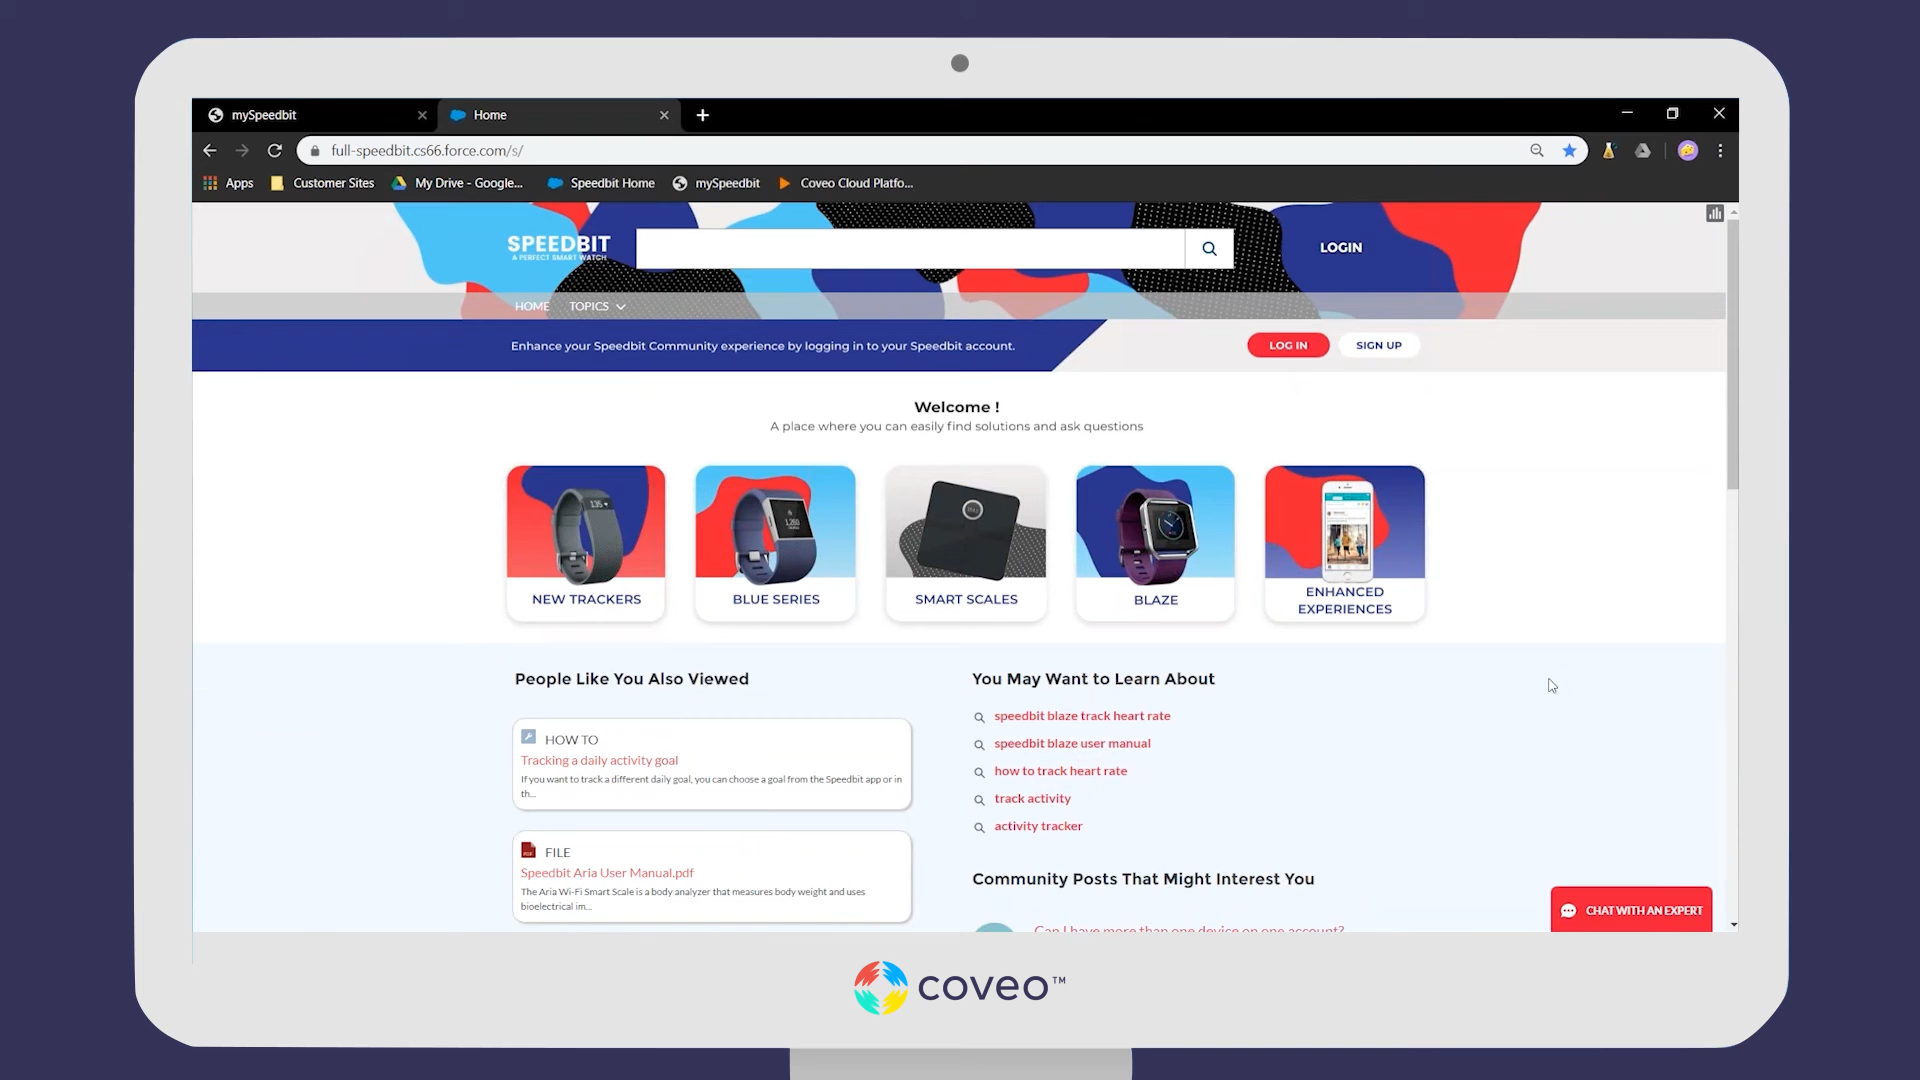 mySpeedbit
Home
full-speedbit.cs66.force.com/s/
Apps
Customer Sites
My Drive - Google...
Speedbit Home
mySpeedbit
Coveo Cloud Platfo...
SPEEDBIT
A PERFECT SMART WATCH
LOGIN
HOME
TOPICS
Enhance your Speedbit Community experience by logging in to your Speedbit account.
LOG IN
SIGN UP
Welcome !
A place where you can easily find solutions and ask questions
NEW TRACKERS
BLUE SERIES
SMART SCALES
BLAZE
ENHANCED
EXPERIENCES
People Like You Also Viewed
HOW TO
Tracking a daily activity goal
If you want to track a different daily goal, you can choose a goal from the Speedbit app or in
th...
FILE
Speedbit Aria User Manual.pdf
The Aria Wi-Fi Smart Scale is a body analyzer that measures body weight and uses
bioelectrical im...
You May Want to Learn About
speedbit blaze track heart rate
speedbit blaze user manual
how to track heart rate
track activity
activity tracker
Community Posts That Might Interest You
Can I have more than one device on one account?
CHAT WITH AN EXPERT
coveo™